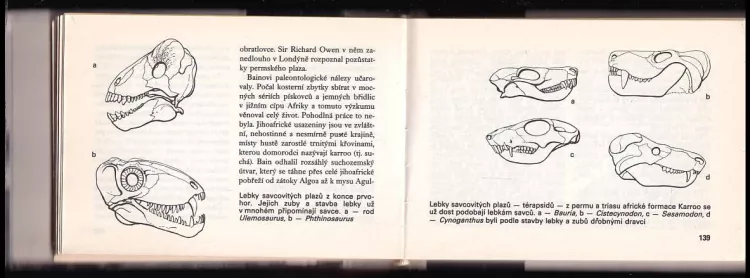 a
b
obratlovce. Sir Richard Owen v něm za-
nedlouho v Londýně rozpoznal pozůstat-
ky permského plaza.
Bainovi paleontologické nálezy učaro-
valy. Počal kosterní zbytky sbírat v moc-
ných sériích pískovců a jemných břidlic
v jižním cípu Afriky a tomuto výzkumu
věnoval celý život. Pohodlná práce to ne-
byla. Jihoafrické usazeniny jsou ve zvlášt-
ní, nehostinné a nesmírně pusté krajině,
místy hustě zarostlé trnitými křovinami,
kterou domorodci nazývají karroo (tj. su-
chá). Bain odhalil rozsáhlý suchozemský
útvar, který se táhne přes celé jihoafrické
pobřeží od zátoky Algoa až k mysu Agul-
Lebky savcovitých plazů z konce prvo-
hor. Jejich zuby a stavba lebky už
v mnohém připomínají savce. a — rod
Ulemosaurus, b — Phthinosaurus
a
b
c
d
Lebky savcovitých plazů — térapsidů — z permu a triasu africké formace Karroo se
už dost podobají lebkám savců. a — Bauria, b — Cistecynodon, c — Sesamodon, d
— Cynognathus byli podle stavby lebky a zubů drobnými dravci
139